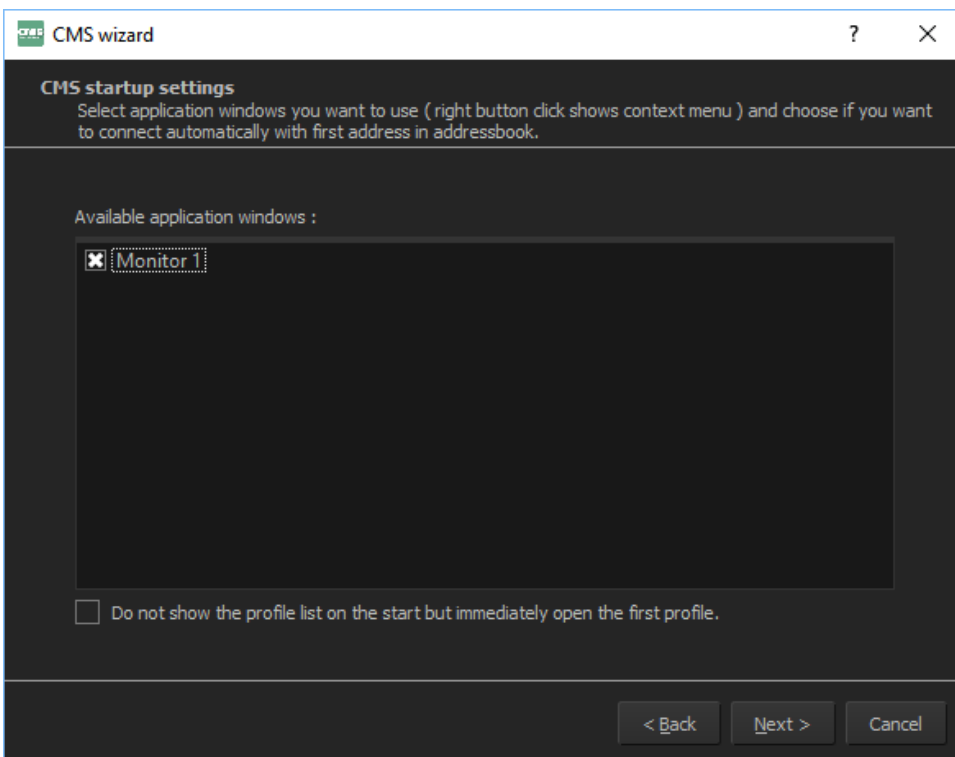 CMS wizard
CMS startup settings
Select application windows you want to use ( right button click shows context menu ) and choose if you want
to connect automatically with first address in addressbook.
Available application windows :
Monitor 1
Do not show the profile list on the start but immediately open the first profile.
< Back Next > Cancel